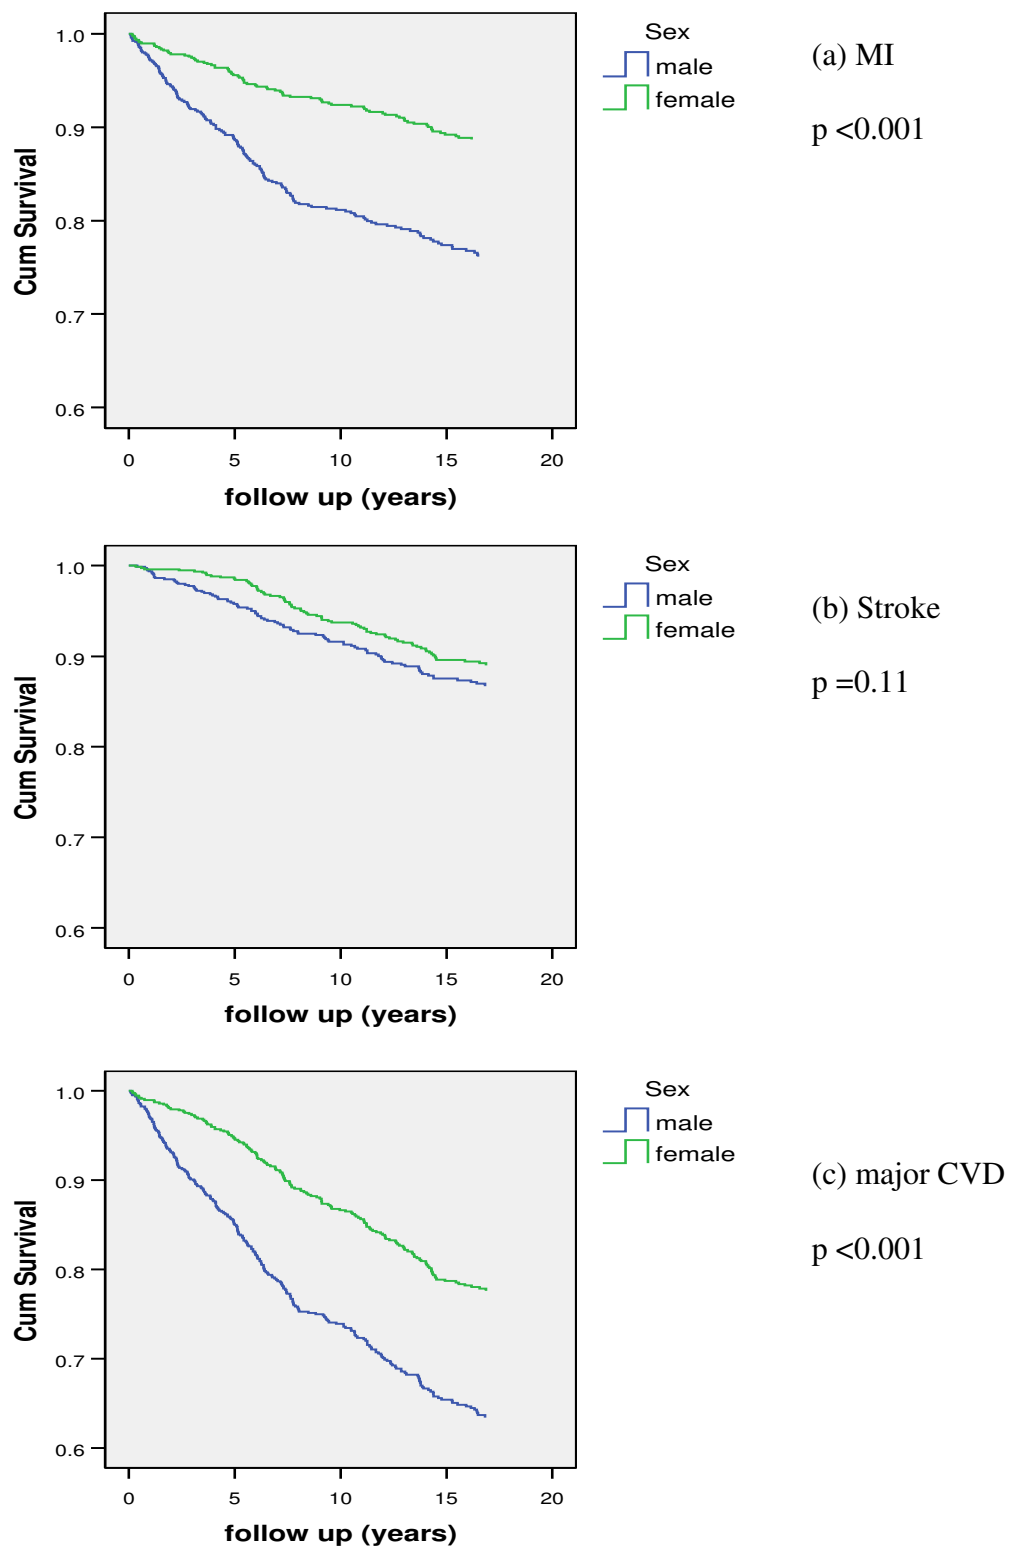 1.0
0.9
0.8
0.7
0.6
Cum Survival
0
5
10
15
20
follow up (years)
Sex
male
female
(a) MI
p <0.001
1.0
0.9
0.8
0.7
0.6
Cum Survival
0
5
10
15
20
follow up (years)
Sex
male
female
(b) Stroke
p =0.11
1.0
0.9
0.8
0.7
0.6
Cum Survival
0
5
10
15
20
follow up (years)
Sex
male
female
(c) major CVD
p <0.001